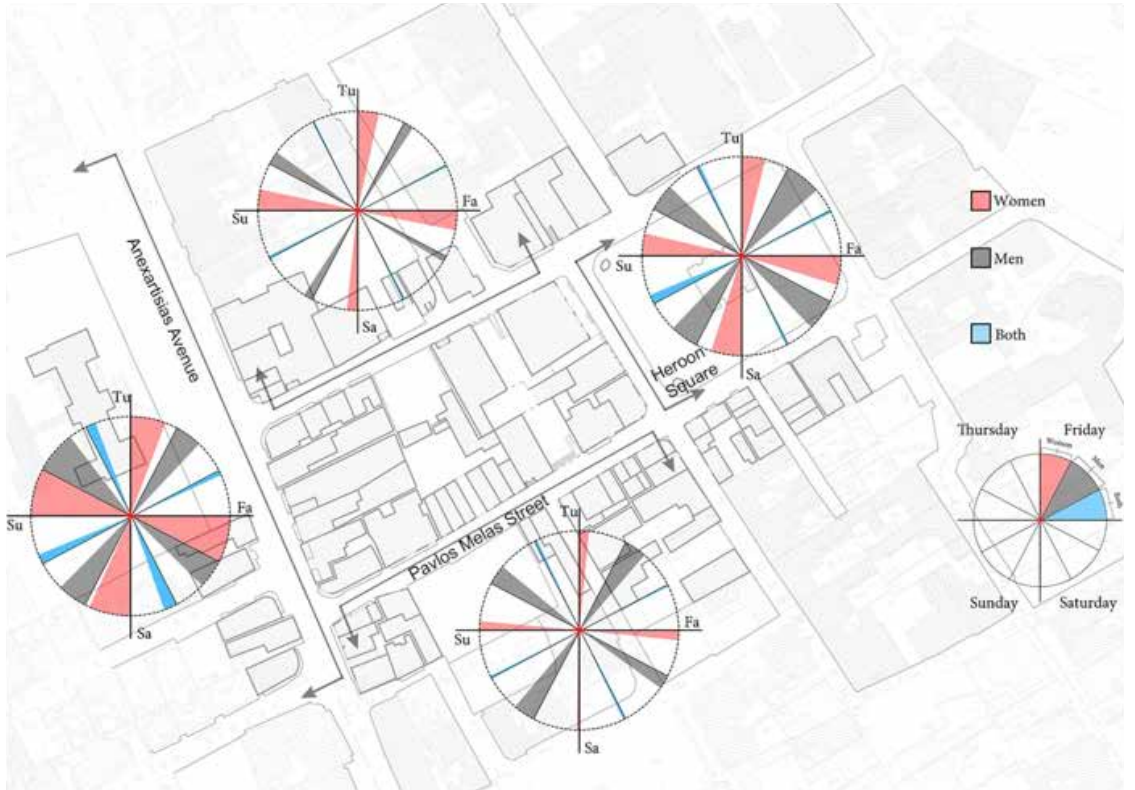 Tu
Su
Fa
Sa
Tu
Su
Fa
Sa
Women
Men
Both
Anexartisias Avenue
Heroon
Square
Tu
Su
Fa
Sa
Pavlos Melas Street
Tu
Su
Fa
Sa
Thursday
Friday
Women
Men
Both
Sunday
Saturday